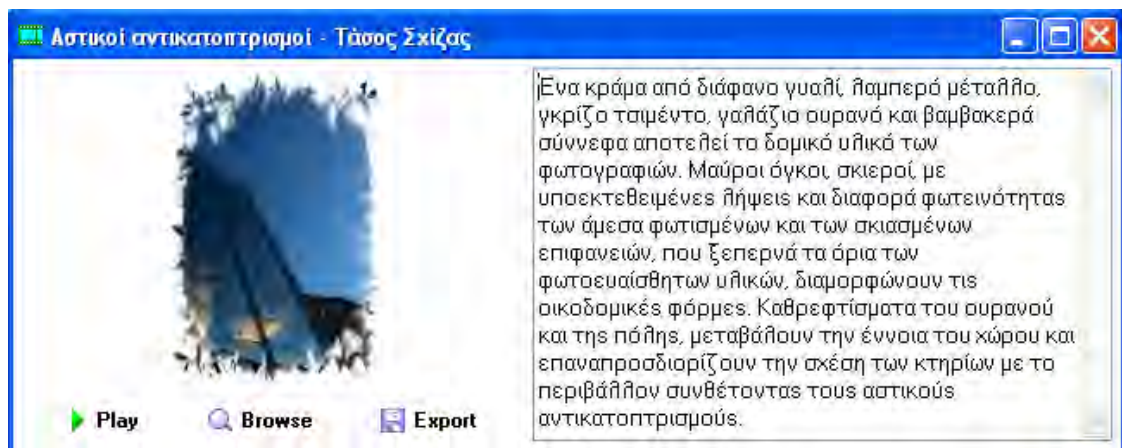 Αστικοί αντικατοπτρισμοί - Τάσος Σχίζας
Ένα κράμα από διάφανο γυαλί, λαμπερό μέταλλο,
γκρίζο τσιμέντο, γαλάζιο ουρανό και βαμβακερά
σύννεφα αποτελεί το δομικό υλικό των
φωτογραφιών. Μαύροι όγκοι, σκιεροί, με
υποεκτεθειμένες λήψεις και διαφορά φωτεινότητας
των άμεσα φωτισμένων και των σκιασμένων
επιφανειών, που ξεπερνά τα όρια των
φωτοευαίσθητων υλικών, διαμορφώνουν τις
οικοδομικές φόρμες. Καθρεφτίσματα του ουρανού
και της πόλης, μεταβάλουν την έννοια του χώρου και
επαναπροσδιορίζουν την σχέση των κτηρίων με το
περιβάλλον συνθέτοντας τους αστικούς
αντικατοπτρισμούς.
Play Browse Export